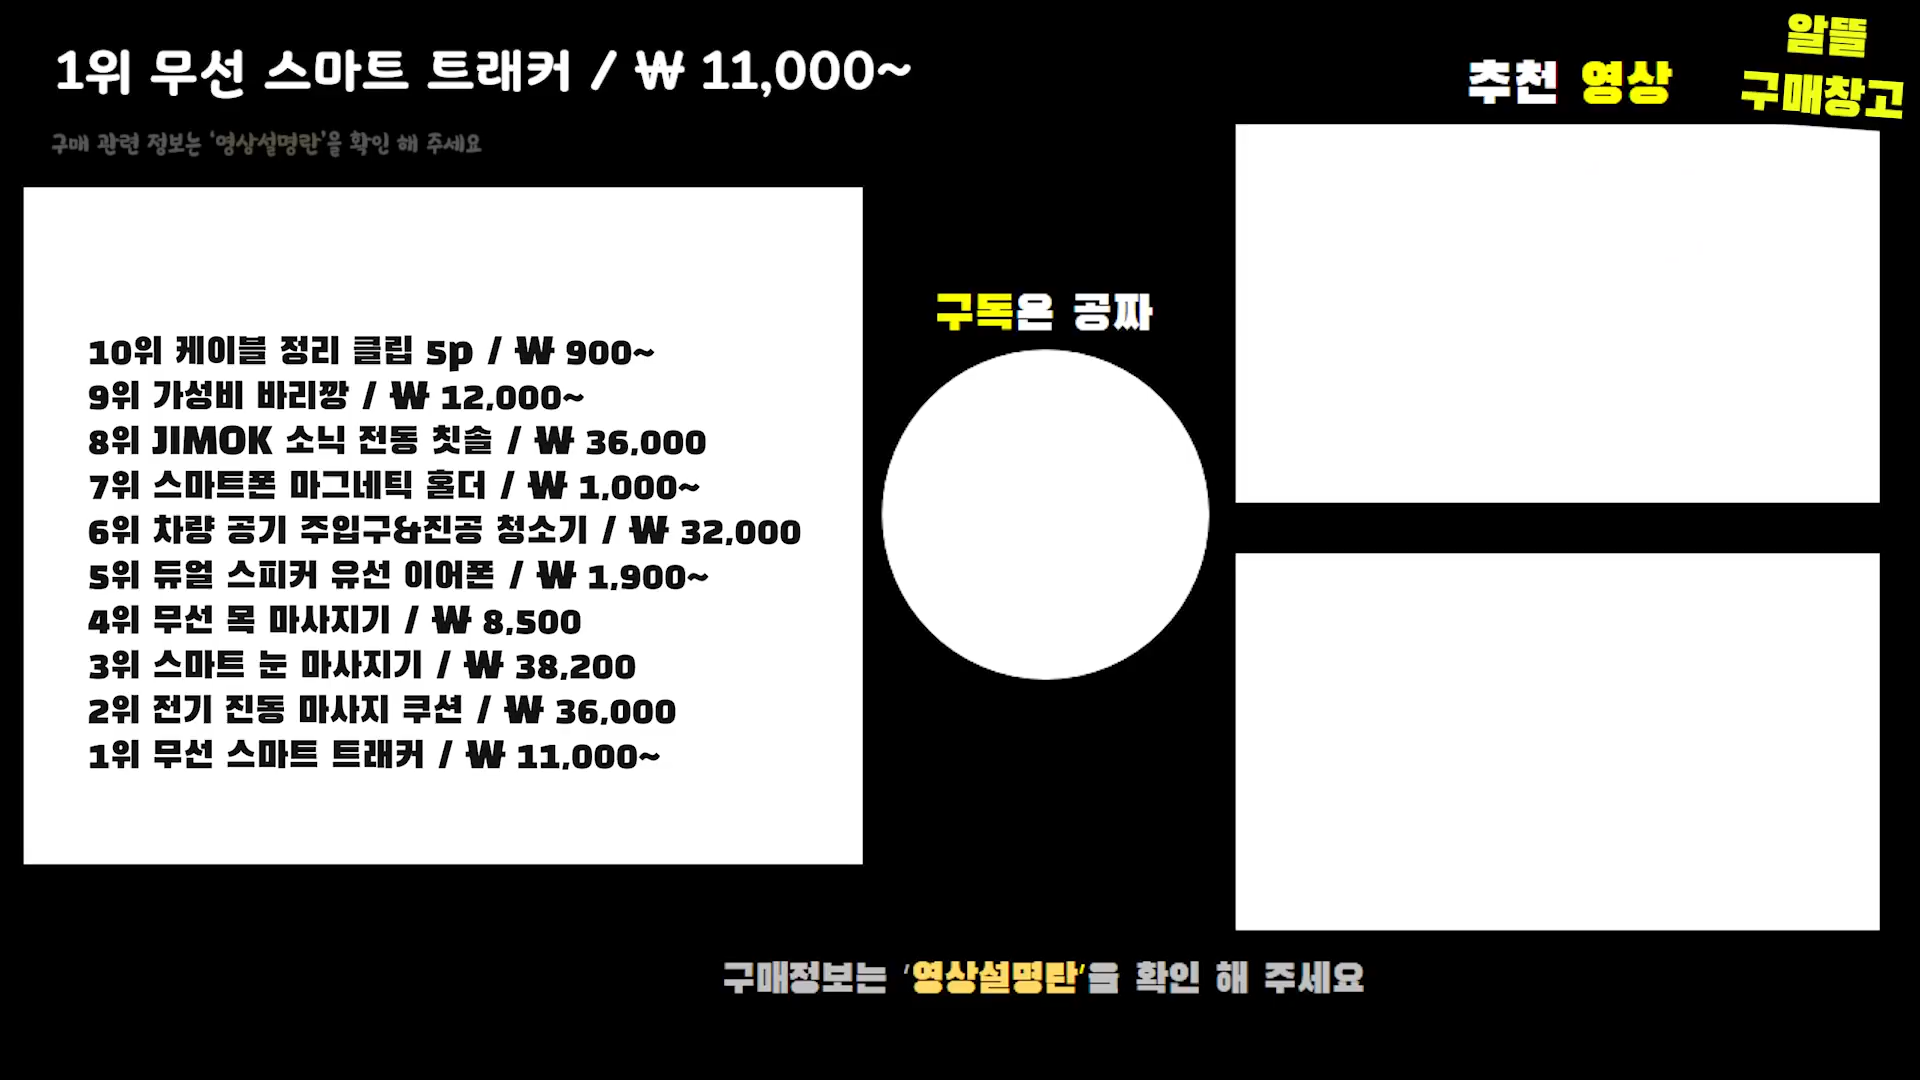 1위 무선 스마트 트래커 / ₩ 11,000~
구매 관련 정보는 '영상설명란'을 확인 해 주세요
추천 영상
알뜰
구매창고
10위 케이블 정리 클립 5p / ₩ 900~
9위 가성비 바리깡 / ₩ 12,000~
8위 JIMOK 소닉 전동 칫솔 / ₩ 36,000
7위 스마트폰 마그네틱 홀더 / ₩ 1,000~
6위 차량 공기 주입구&진공 청소기 / ₩ 32,000
5위 듀얼 스피커 유선 이어폰 / ₩ 1,900~
4위 무선 목 마사지기 / ₩ 8,500
3위 스마트 눈 마사지기 / ₩ 38,200
2위 전기 진동 마사지 쿠션 / ₩ 36,000
1위 무선 스마트 트래커 / ₩ 11,000~
구독은 공짜
구매정보는 '영상설명란'을 확인 해 주세요